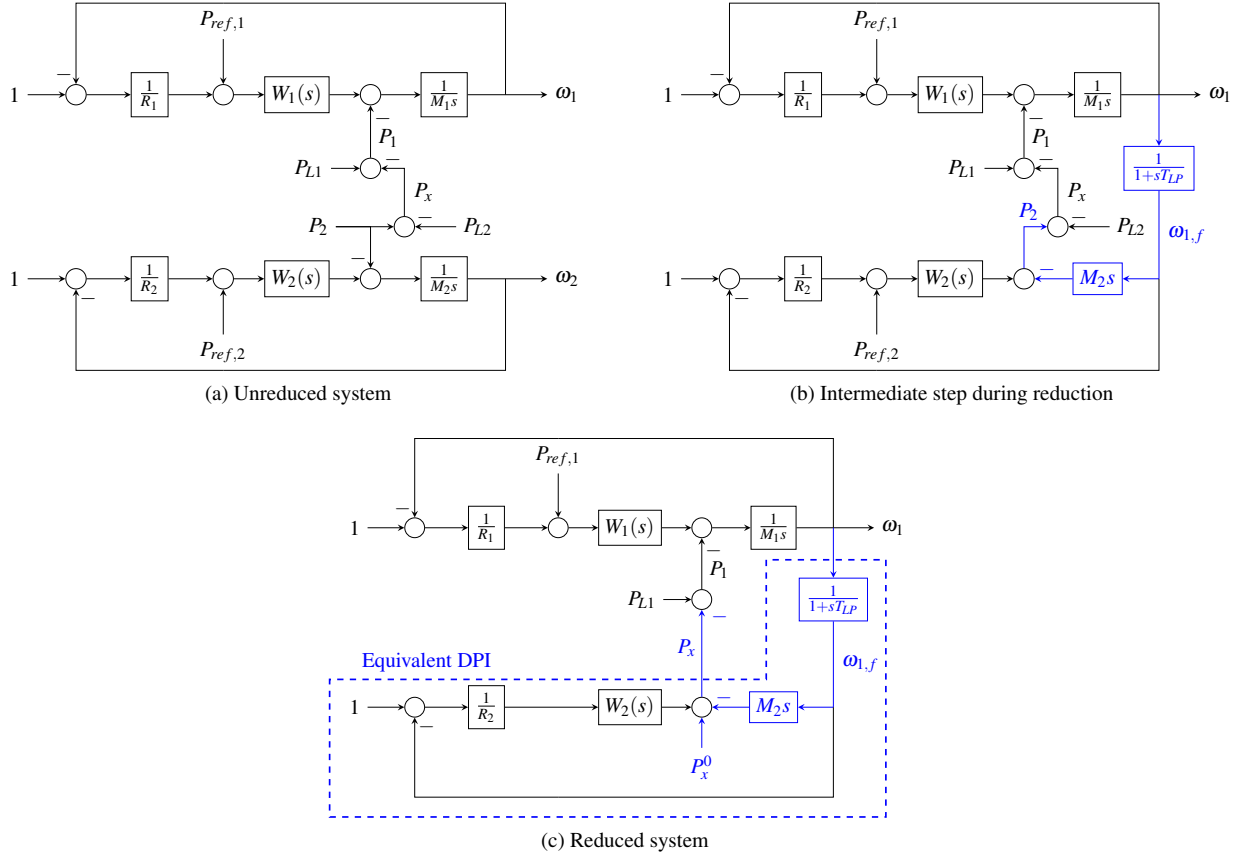 P_{ref,1}
1 − 1/R_1 W_1(s) 1/(M_1 s) ω_1
−
P_1
P_{L1} −
P_x
P_2 − P_{L2}
1 1/R_2 W_2(s) − 1/(M_2 s) ω_2
−
P_{ref,2}
(a) Unreduced system
P_{ref,1}
1 − 1/R_1 W_1(s) 1/(M_1 s) ω_1
−
P_1
P_{L1} − 1/(1+sT_{LP})
P_x
P_2 − P_{L2} ω_{1,f}
1 1/R_2 W_2(s) − M_2 s
−
P_{ref,2}
(b) Intermediate step during reduction
P_{ref,1}
1 − 1/R_1 W_1(s) 1/(M_1 s) ω_1
−
P_1
P_{L1} − 1/(1+sT_{LP})
P_x ω_{1,f}
Equivalent DPI
1 1/R_2 W_2(s) − M_2 s
−
P_x^0
(c) Reduced system